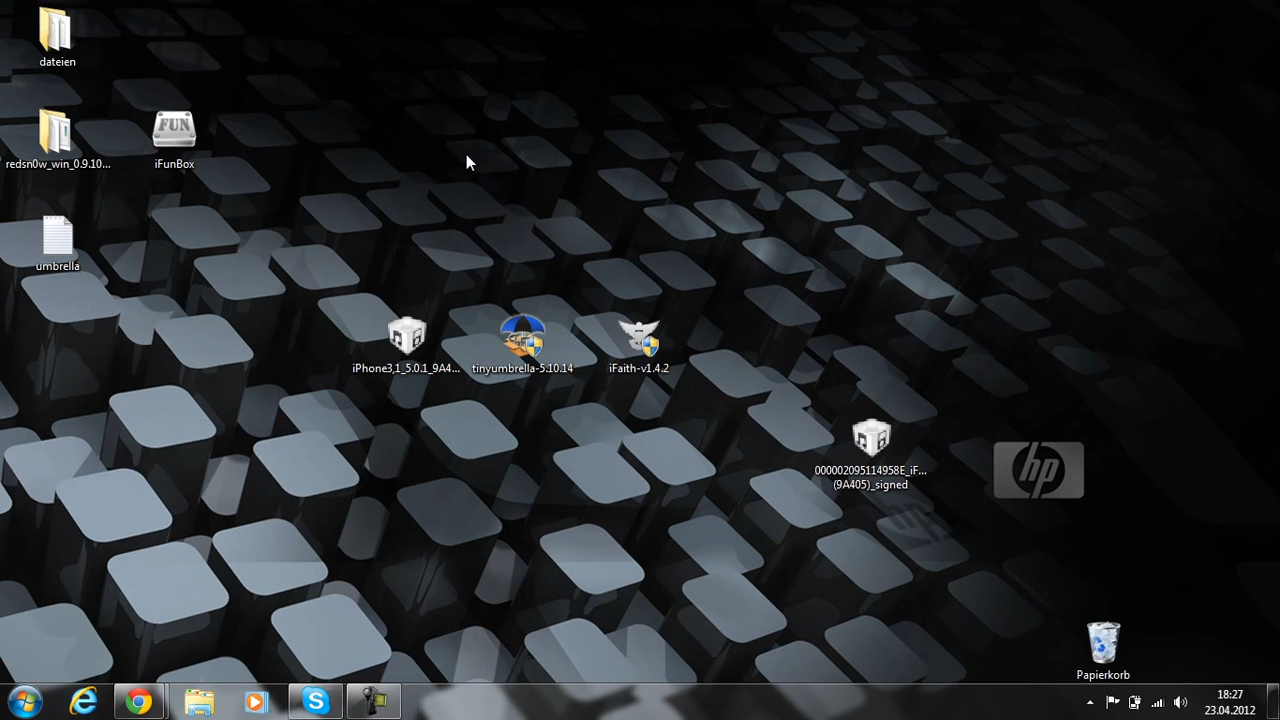 dateien
redsn0w_win_0.9.10...
FUN
iFunBox
umbrella
iPhone3,1_5.0.1_9A4...
tinyumbrella-5.10.14
iFaith-v1.4.2
000002095114958E_iF...
(9A405)_signed
hp
Papierkorb
18:27
23.04.2012